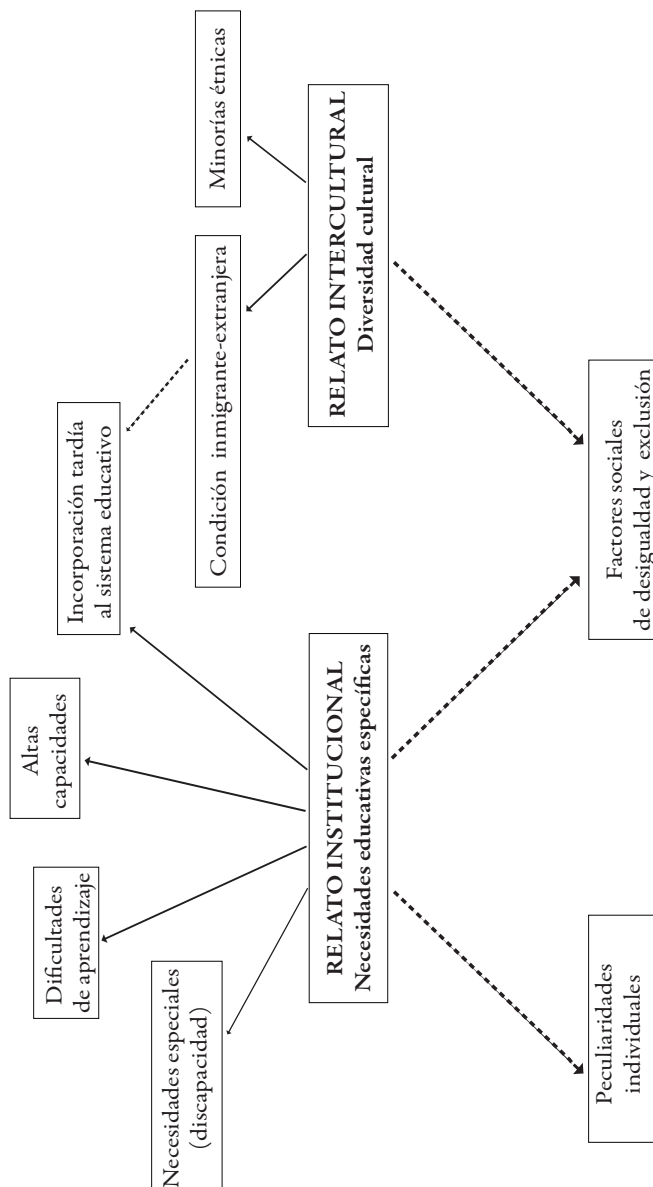 Necesidades especiales
(discapacidad)
Dificultades
de aprendizaje
Altas
capacidades
Incorporación tardía
al sistema educativo
Condición inmigrante-extranjera
Minorías étnicas
RELATO INSTITUCIONAL
Necesidades educativas específicas
RELATO INTERCULTURAL
Diversidad cultural
Peculiaridades
individuales
Factores sociales
de desigualdad y exclusión